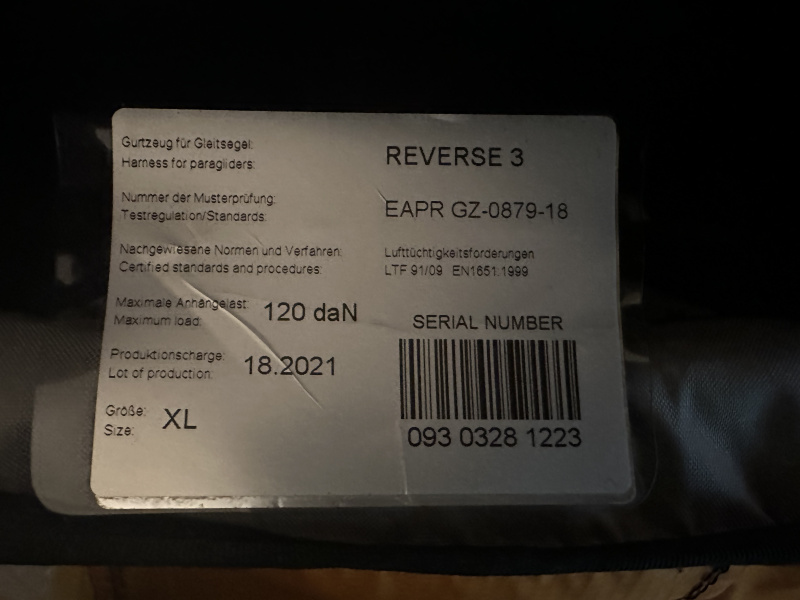 Gurtzeug für Gleitsegel:
Harness for paragliders:
REVERSE 3
Nummer der Musterprüfung:
Testregulation/Standards:
EAPR GZ-0879-18
Nachgewiesene Normen und Verfahren:
Certified standards and procedures:
Lufttüchtigkeitsforderungen
LTF 91/09 EN1651:1999
Maximale Anhängelast:
Maximum load:
120 daN
Produktionscharge:
Lot of production:
18.2021
Größe:
Size:
XL
SERIAL NUMBER
093 0328 1223